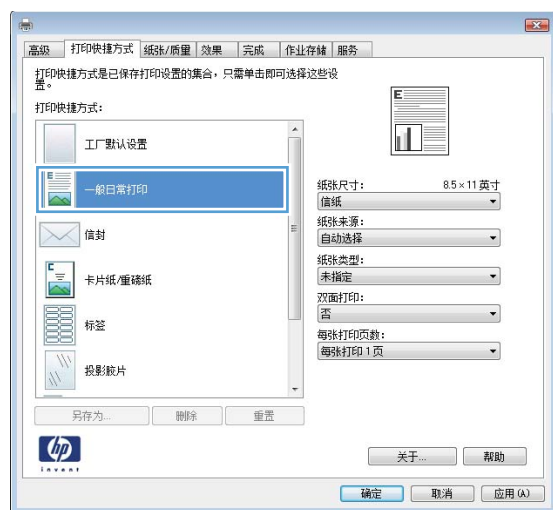 高级 打印快捷方式 纸张/质量 效果 完成 作业存储 服务
打印快捷方式是已保存打印设置的集合，只需单击即可选择这些设
置。
打印快捷方式：
工厂默认设置
一般日常打印
信封
卡片纸/重磅纸
标签
投影胶片
另存为... 删除 重置
E
纸张尺寸： 8.5×11 英寸
信纸
纸张来源：
自动选择
纸张类型：
未指定
双面打印：
否
每张打印页数：
每张打印 1 页
hp
invent
关于... 帮助
确定 取消 应用(A)